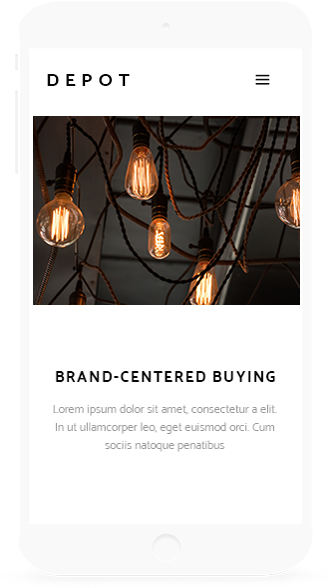 DEPOT
BRAND-CENTERED BUYING
Lorem ipsum dolor sit amet, consectetur a elit.
In ut ullamcorper leo, eget euismod orci. Cum
sociis natoque penatibus